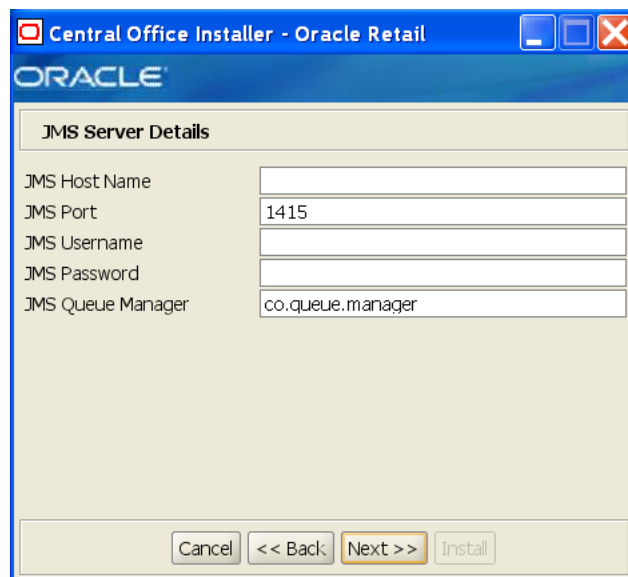 Central Office Installer - Oracle Retail
ORACLE
JMS Server Details
JMS Host Name
JMS Port 1415
JMS Username
JMS Password
JMS Queue Manager co.queue.manager
Cancel << Back Next >> Install